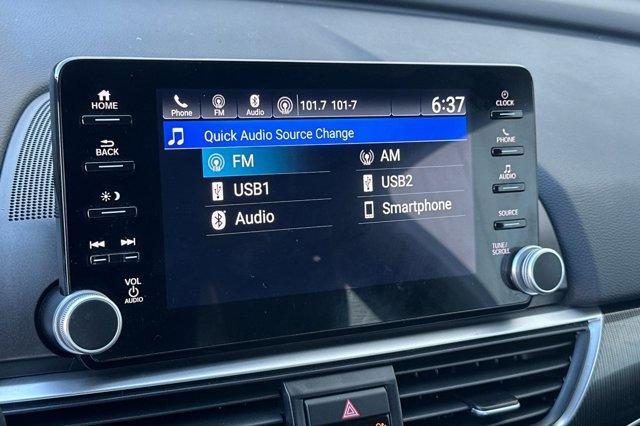 HOME
BACK
VOL
AUDIO
Phone FM Audio 101.7 101-7 6:37
Quick Audio Source Change
FM AM
USB1 USB2
Audio Smartphone
CLOCK
PHONE
AUDIO
SOURCE
TUNE/
SCROLL